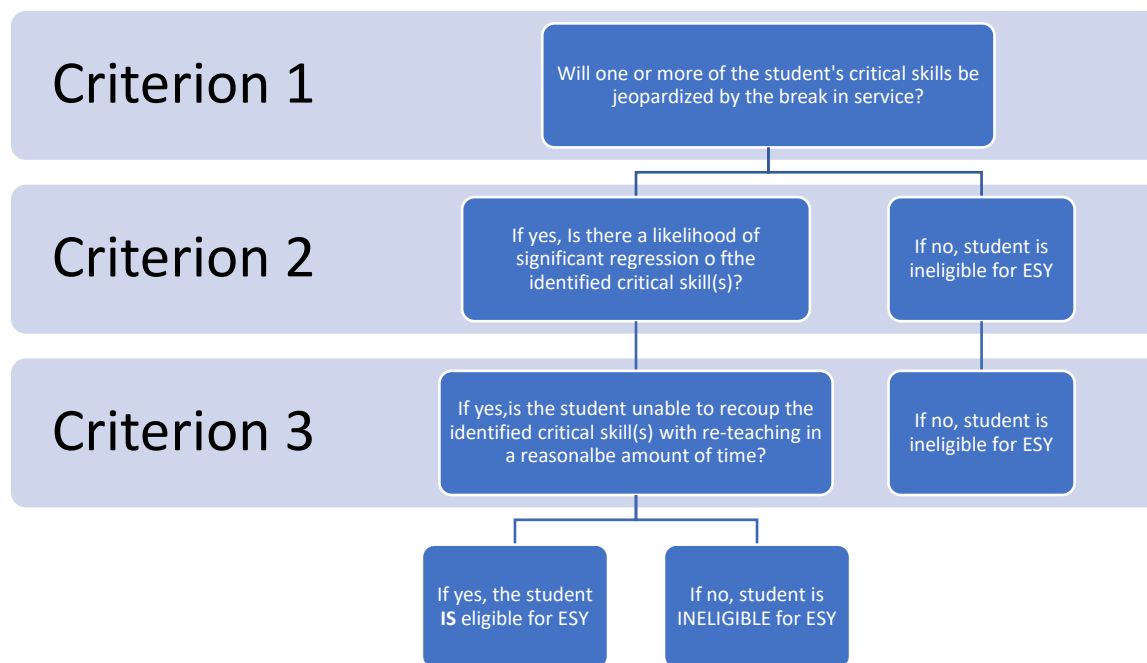 Criterion 1
Will one or more of the student's critical skills be
jeopardized by the break in service?
Criterion 2
If yes, Is there a likelihood of
significant regression o fthe
identified critical skill(s)?
If no, student is
ineligible for ESY
Criterion 3
If yes,is the student unable to recoup the
identified critical skill(s) with re-teaching in
a reasonalbe amount of time?
If no, student is
ineligible for ESY
If yes, the student
IS eligible for ESY
If no, student is
INELIGIBLE for ESY